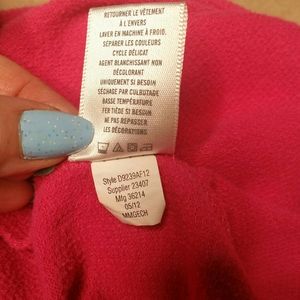 RETOURNER LE VÊTEMENT
À L'ENVERS
LAVER EN MACHINE À FROID.
SÉPARER LES COULEURS
CYCLE DÉLICAT
AGENT BLANCHISSANT NON
DÉCOLORANT
UNIQUEMENT SI BESOIN
SÉCHAGE PAR CULBUTAGE
BASSE TEMPÉRATURE
FER TIÈDE SI BESOIN
NE PAS REPASSER
LES DÉCORATIONS
Style D9239AF12
Supplier 23407
Mfg 36214
05/12
MMGECH